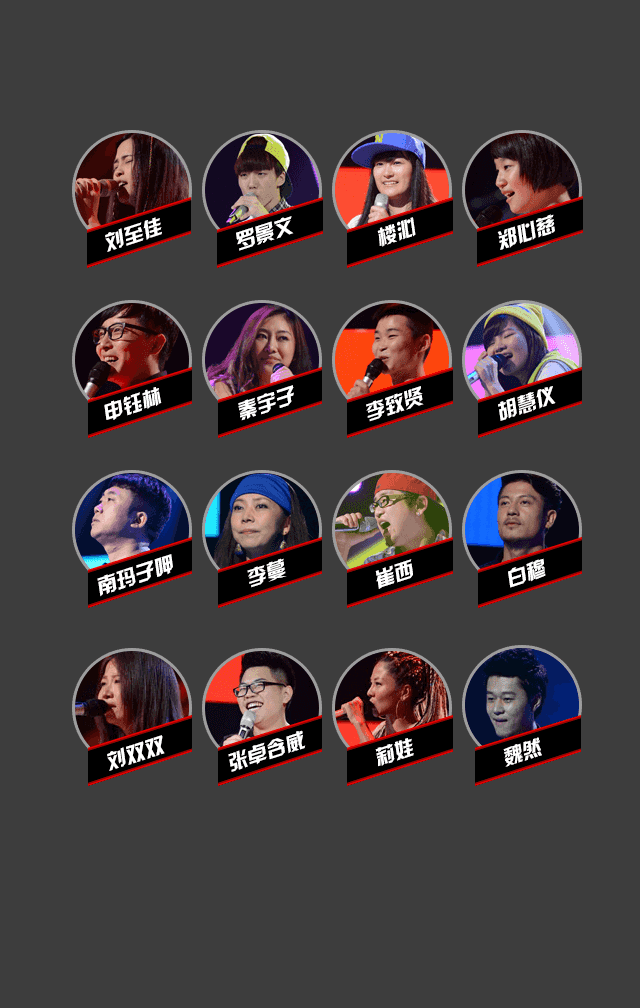 刘至佳
罗景文
楼沁
郑心慈
申钰林
秦宇子
李致贤
胡慧仪
南玛子呷
李蔓
崔西
白穆
刘双双
张卓含威
莉娃
魏然